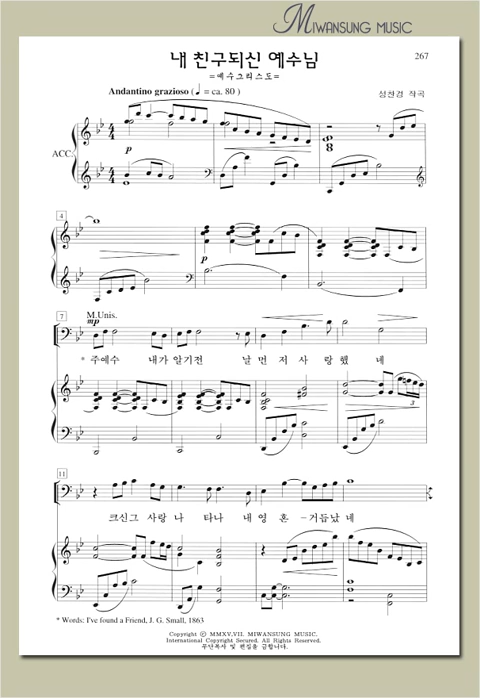 MIWANSUNG MUSIC
내 친구되신 예수님
267
=예수그리스도=
Andantino grazioso (♩ = ca. 80 )
성찬경 작곡
ACC.
p
4
p
7
M.Unis.
mp
* 주예수 내가 알기전 날 먼 저 사 랑 했 네
3
11
크신그 사랑 나 타나 내 영 혼 -거듭났 네
* Words: I've found a Friend, J. G. Small, 1863
Copyright ⓒ MMXV.VII. MIWANSUNG MUSIC.
International Copyright Secured. All Rights Reserved.
무단복사 및 편집을 금합니다.